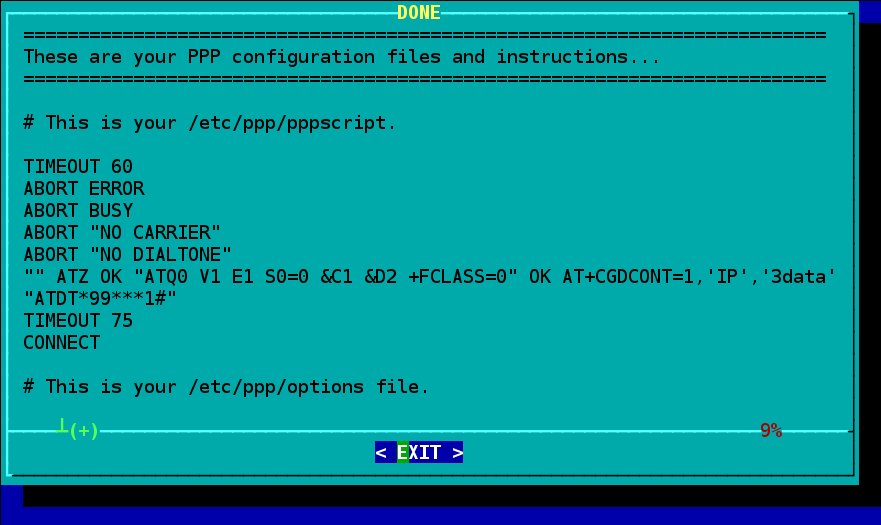 DONE
=========================================================================
These are your PPP configuration files and instructions...
=========================================================================
# This is your /etc/ppp/pppscript.
TIMEOUT 60
ABORT ERROR
ABORT BUSY
ABORT "NO CARRIER"
ABORT "NO DIALTONE"
"" ATZ OK "ATQ0 V1 E1 S0=0 &C1 &D2 +FCLASS=0" OK AT+CGDCONT=1,'IP','3data'
"ATDT*99***1#"
TIMEOUT 75
CONNECT
# This is your /etc/ppp/options file.
┴(+) 9%
< EXIT >